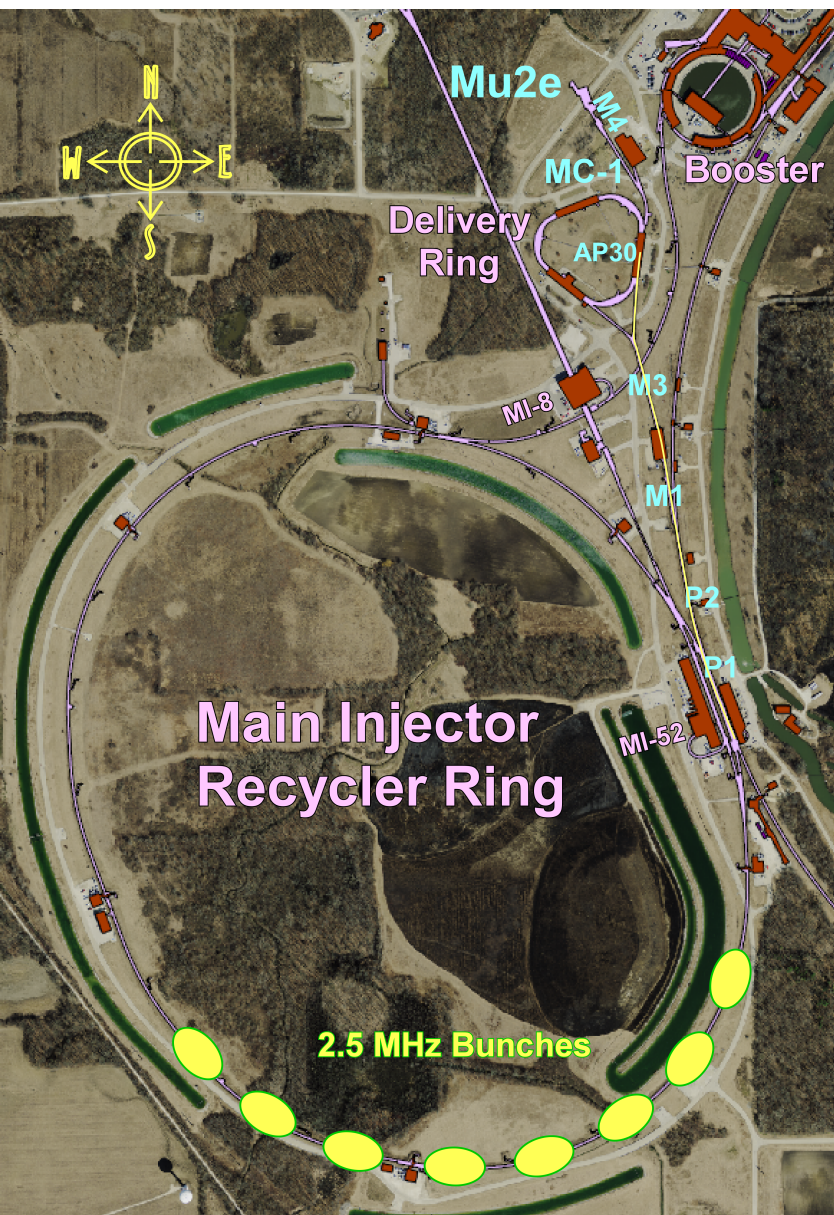 N
W
E
S
Mu2e
M4
MC-1
Booster
Delivery
Ring
AP30
MI-8
M3
M1
P2
P1
MI-52
Main Injector
Recycler Ring
2.5 MHz Bunches